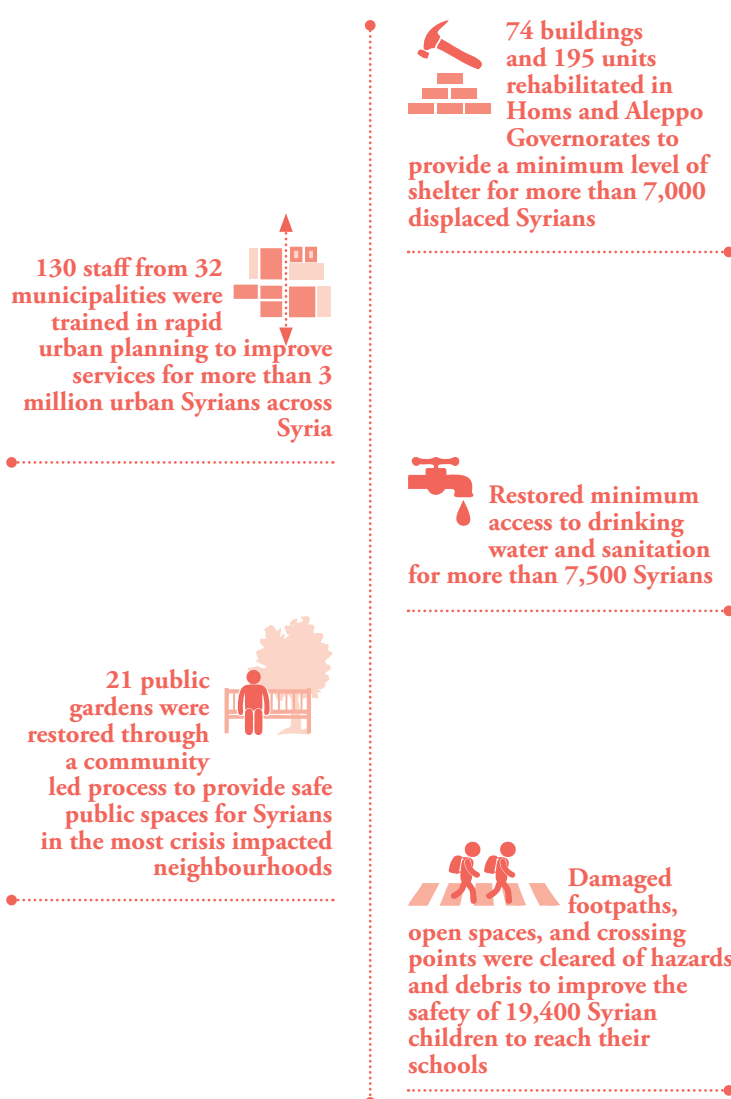 74 buildings
and 195 units
rehabilitated in
Homs and Aleppo
Governorates to
provide a minimum level of
shelter for more than 7,000
displaced Syrians
130 staff from 32
municipalities were
trained in rapid
urban planning to improve
services for more than 3
million urban Syrians across
Syria
Restored minimum
access to drinking
water and sanitation
for more than 7,500 Syrians
21 public
gardens were
restored through
a community
led process to provide safe
public spaces for Syrians
in the most crisis impacted
neighbourhoods
Damaged
footpaths,
open spaces, and crossing
points were cleared of hazards
and debris to improve the
safety of 19,400 Syrian
children to reach their
schools